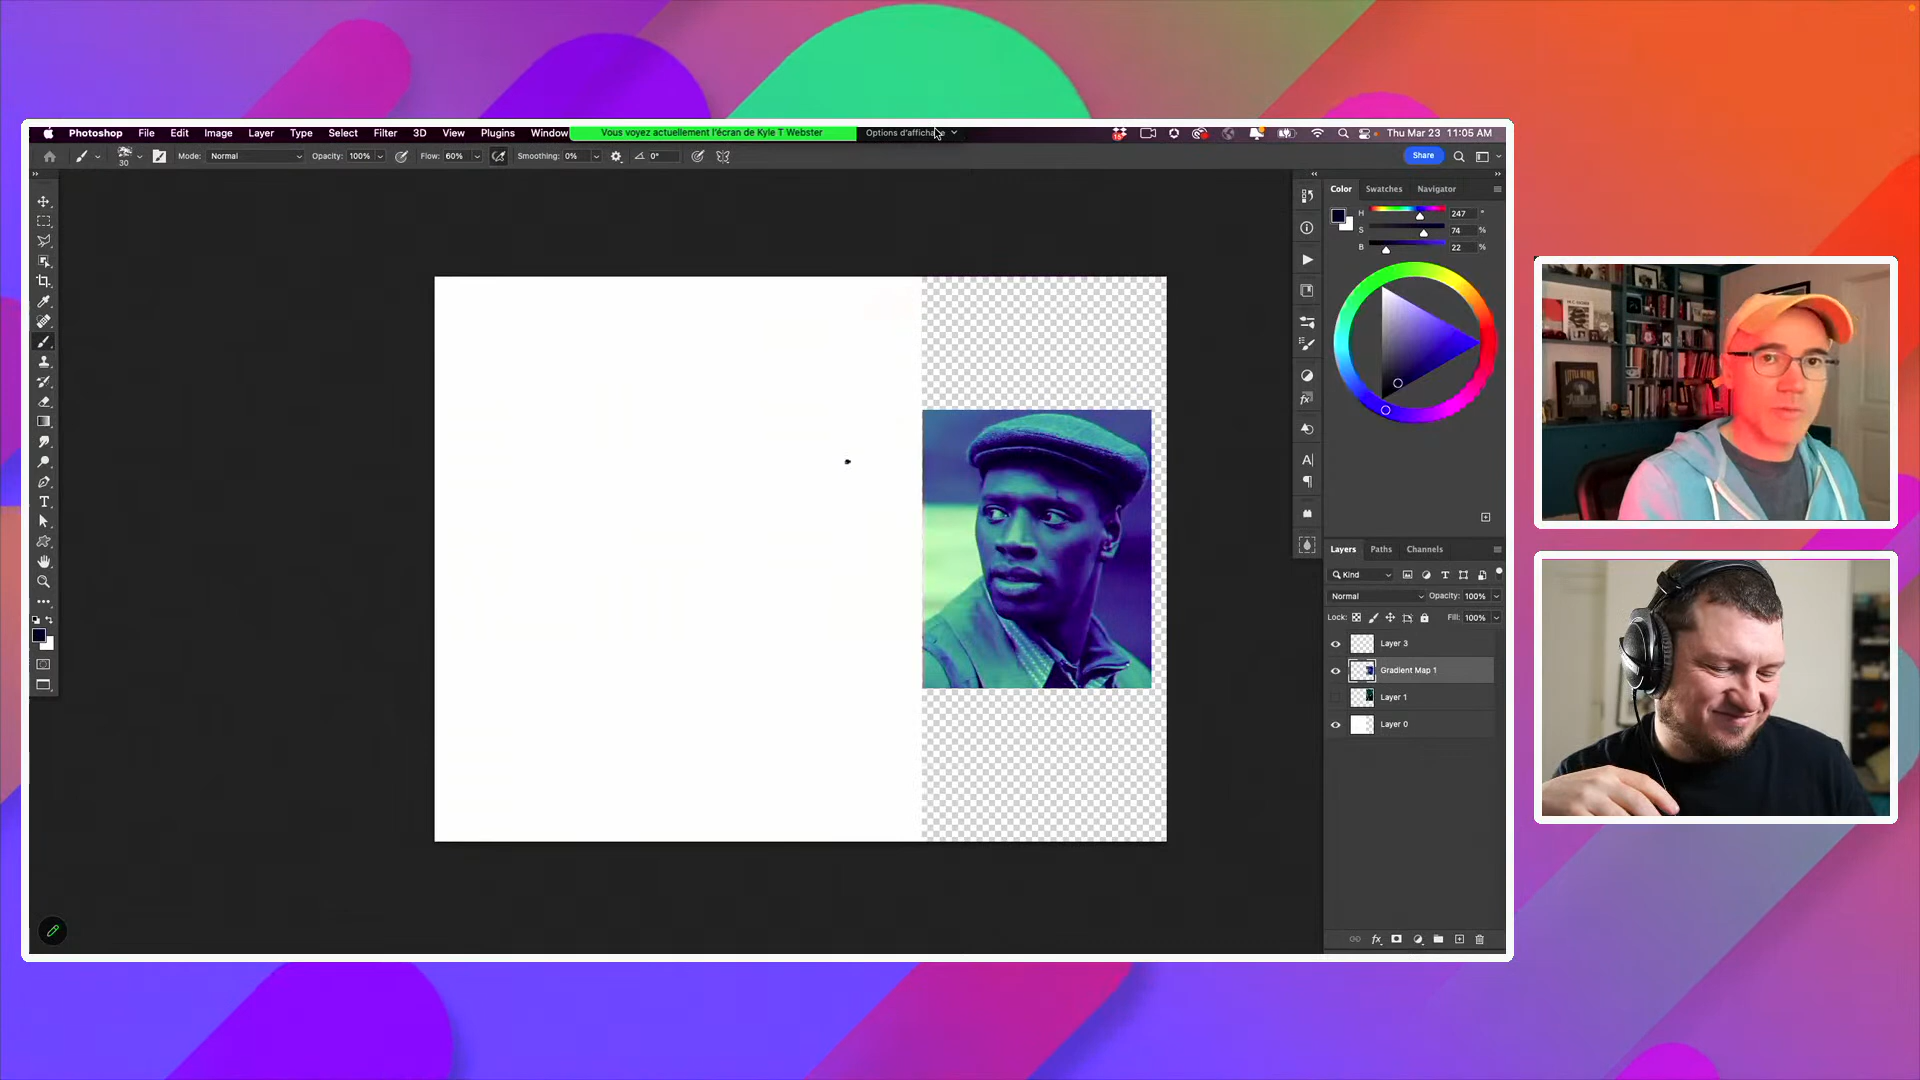 Photoshop File Edit Image Layer Type Select Filter 3D View Plugins Window Vous voyez actuellement l'écran de Kyle T Webster Options d'affichage Thu Mar 23 11:05 AM
30 Mode: Normal Opacity: 100% Flow: 60% Smoothing: 0% 0° Share
Color Swatches Navigator
H 247 °
S 74 %
B 22 %
Layers Paths Channels
Kind
Normal Opacity: 100%
Lock: Fill: 100%
Layer 3
Gradient Map 1
Layer 1
Layer 0